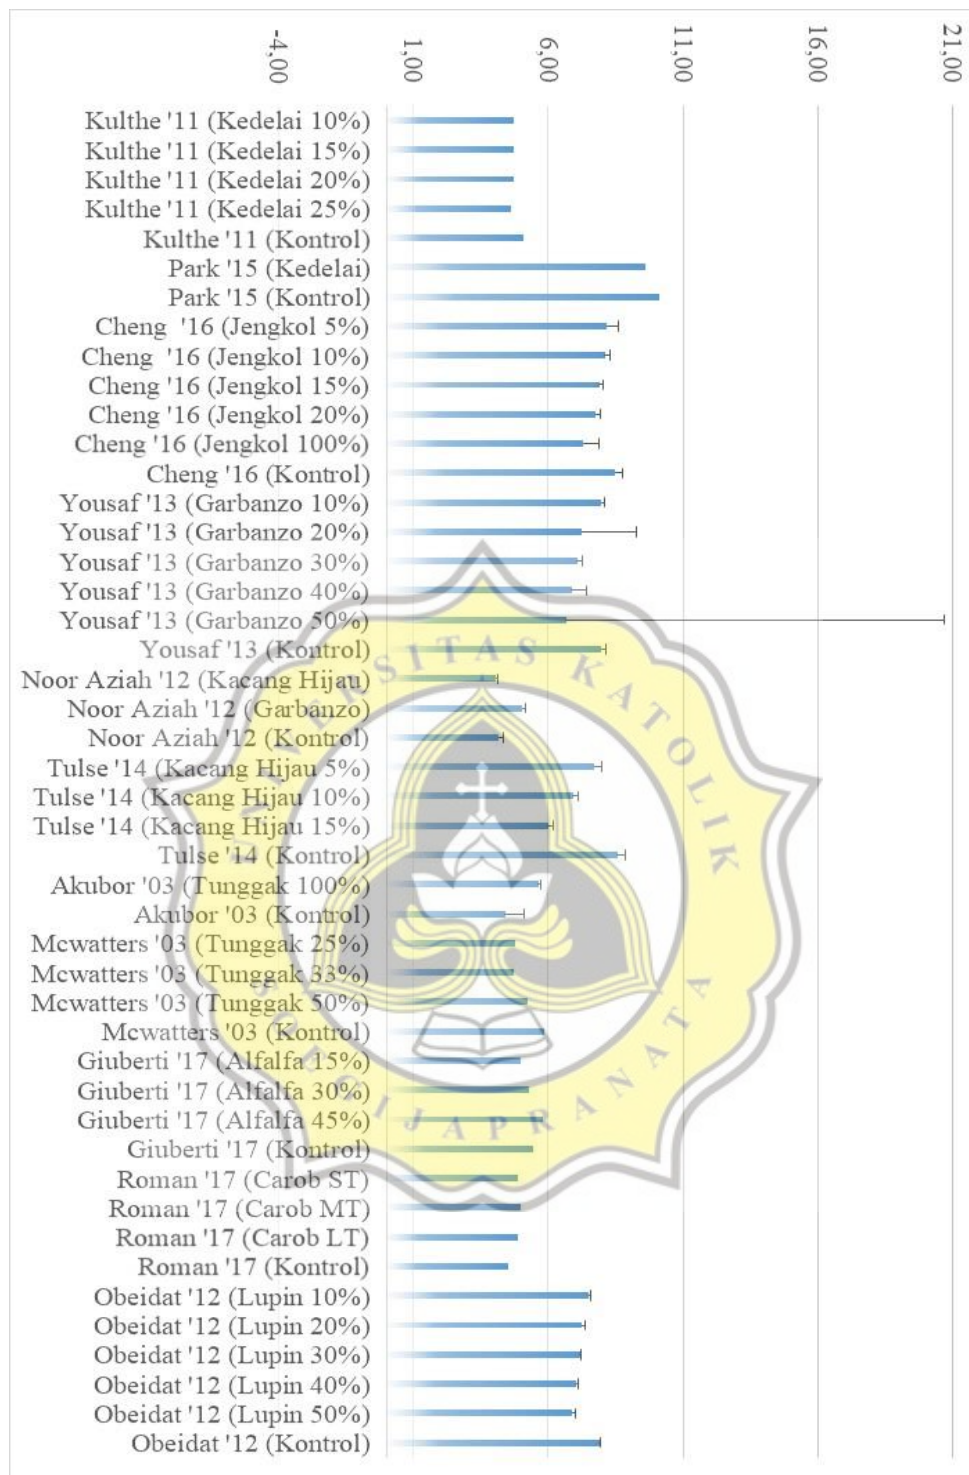 -4,00
1,00
6,00
11,00
16,00
21,00
Kulthe '11 (Kedelai 10%)
Kulthe '11 (Kedelai 15%)
Kulthe '11 (Kedelai 20%)
Kulthe '11 (Kedelai 25%)
Kulthe '11 (Kontrol)
Park '15 (Kedelai)
Park '15 (Kontrol)
Cheng '16 (Jengkol 5%)
Cheng '16 (Jengkol 10%)
Cheng '16 (Jengkol 15%)
Cheng '16 (Jengkol 20%)
Cheng '16 (Jengkol 100%)
Cheng '16 (Kontrol)
Yousaf '13 (Garbanzo 10%)
Yousaf '13 (Garbanzo 20%)
Yousaf '13 (Garbanzo 30%)
Yousaf '13 (Garbanzo 40%)
Yousaf '13 (Garbanzo 50%)
Yousaf '13 (Kontrol)
Noor Aziah '12 (Kacang Hijau)
Noor Aziah '12 (Garbanzo)
Noor Aziah '12 (Kontrol)
Tulse '14 (Kacang Hijau 5%)
Tulse '14 (Kacang Hijau 10%)
Tulse '14 (Kacang Hijau 15%)
Tulse '14 (Kontrol)
Akubor '03 (Tunggak 100%)
Akubor '03 (Kontrol)
Mcwatters '03 (Tunggak 25%)
Mcwatters '03 (Tunggak 33%)
Mcwatters '03 (Tunggak 50%)
Mcwatters '03 (Kontrol)
Giuberti '17 (Alfalfa 15%)
Giuberti '17 (Alfalfa 30%)
Giuberti '17 (Alfalfa 45%)
Giuberti '17 (Kontrol)
Roman '17 (Carob ST)
Roman '17 (Carob MT)
Roman '17 (Carob LT)
Roman '17 (Kontrol)
Obeidat '12 (Lupin 10%)
Obeidat '12 (Lupin 20%)
Obeidat '12 (Lupin 30%)
Obeidat '12 (Lupin 40%)
Obeidat '12 (Lupin 50%)
Obeidat '12 (Kontrol)
UNIVERSITAS KATOLIK
SOEGIJAPRANATA